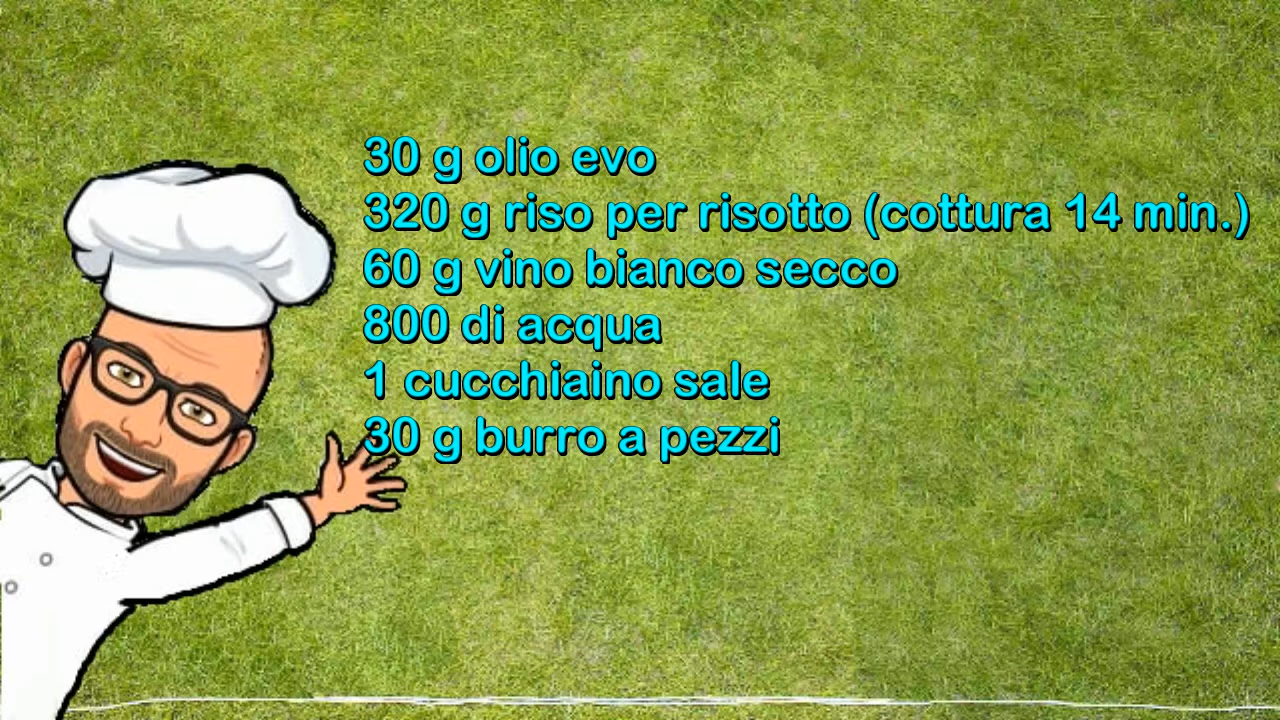 30 g olio evo
320 g riso per risotto (cottura 14 min.)
60 g vino bianco secco
800 di acqua
1 cucchiaino sale
30 g burro a pezzi